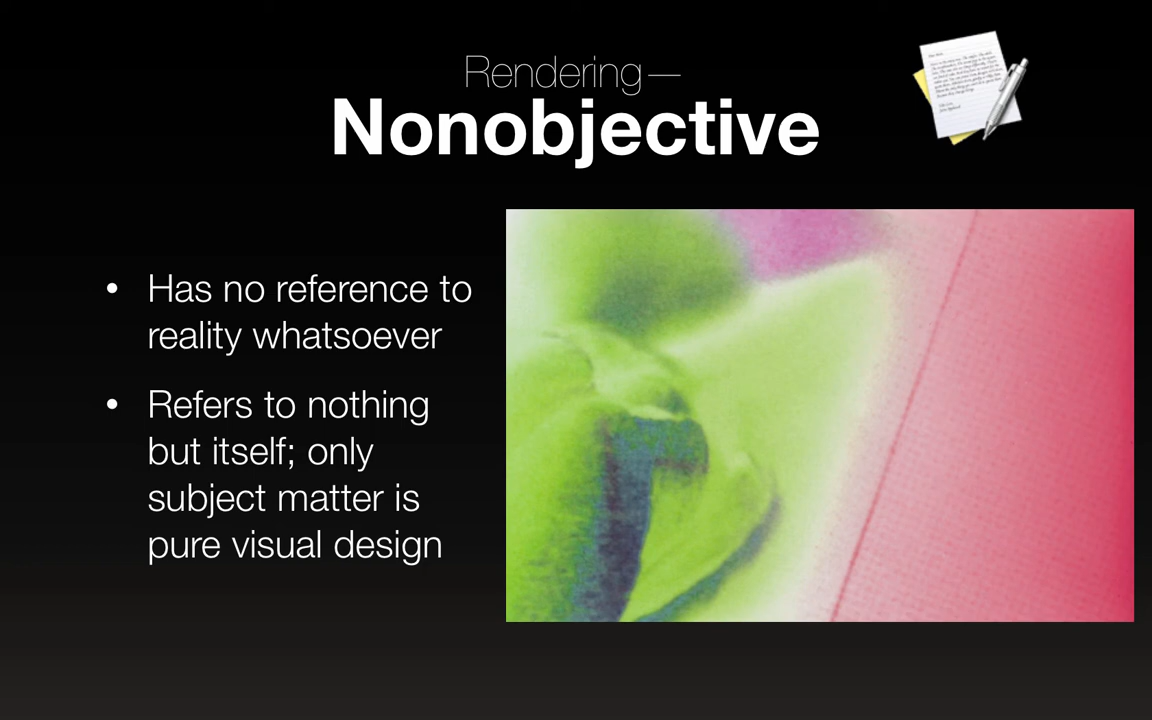 Rendering—
Nonobjective
• Has no reference to
reality whatsoever
• Refers to nothing
but itself; only
subject matter is
pure visual design